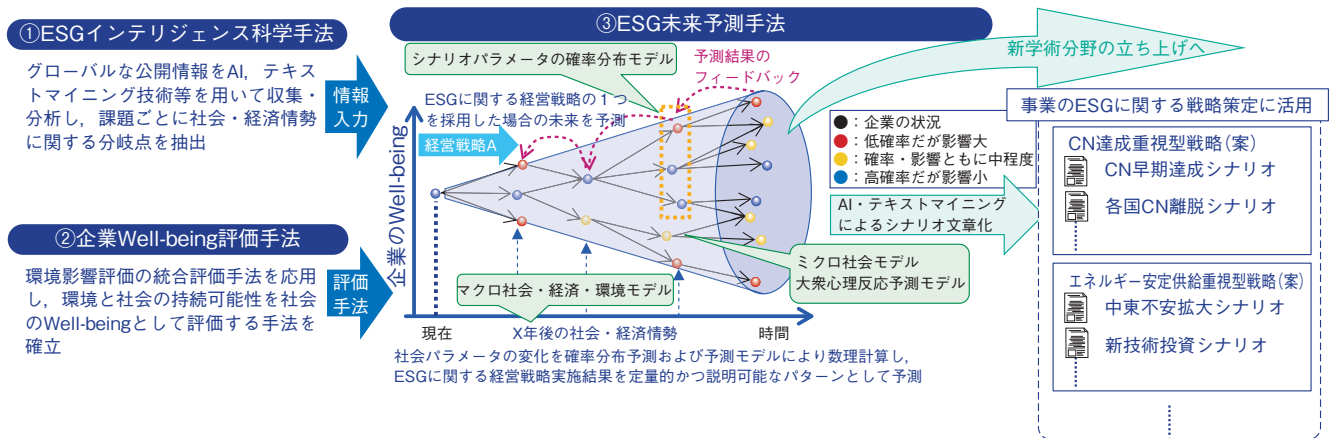 ①ESGインテリジェンス科学手法
グローバルな公開情報をAI，テキス
トマイニング技術等を用いて収集・
分析し，課題ごとに社会・経済情勢
に関する分岐点を抽出
情報
入力
②企業Well-being評価手法
環境影響評価の統合評価手法を応用
し，環境と社会の持続可能性を社会
のWell-beingとして評価する手法を
確立
評価
手法
③ESG未来予測手法
シナリオパラメータの確率分布モデル
予測結果の
フィードバック
ESGに関する経営戦略の１つ
を採用した場合の未来を予測
経営戦略A
企業のWell-being
マクロ社会・経済・環境モデル
ミクロ社会モデル
大衆心理反応予測モデル
現在
X年後の社会・経済情勢
時間
社会パラメータの変化を確率分布予測および予測モデルにより数理計算し，
ESGに関する経営戦略実施結果を定量的かつ説明可能なパターンとして予測
新学術分野の立ち上げへ
：企業の状況
：低確率だが影響大
：確率・影響ともに中程度
：高確率だが影響小
AI・テキストマイニング
によるシナリオ文章化
事業のESGに関する戦略策定に活用
CN達成重視型戦略（案）
CN早期達成シナリオ
各国CN離脱シナリオ
エネルギー安定供給重視型戦略（案）
中東不安拡大シナリオ
新技術投資シナリオ